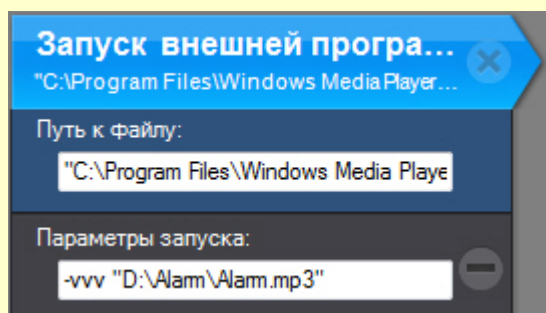 Запуск внешней програ...
"C:\Program Files\Windows Media Player...
Путь к файлу:
"C:\Program Files\Windows Media Playe
Параметры запуска:
-vvv "D:\Alarm\Alarm.mp3"